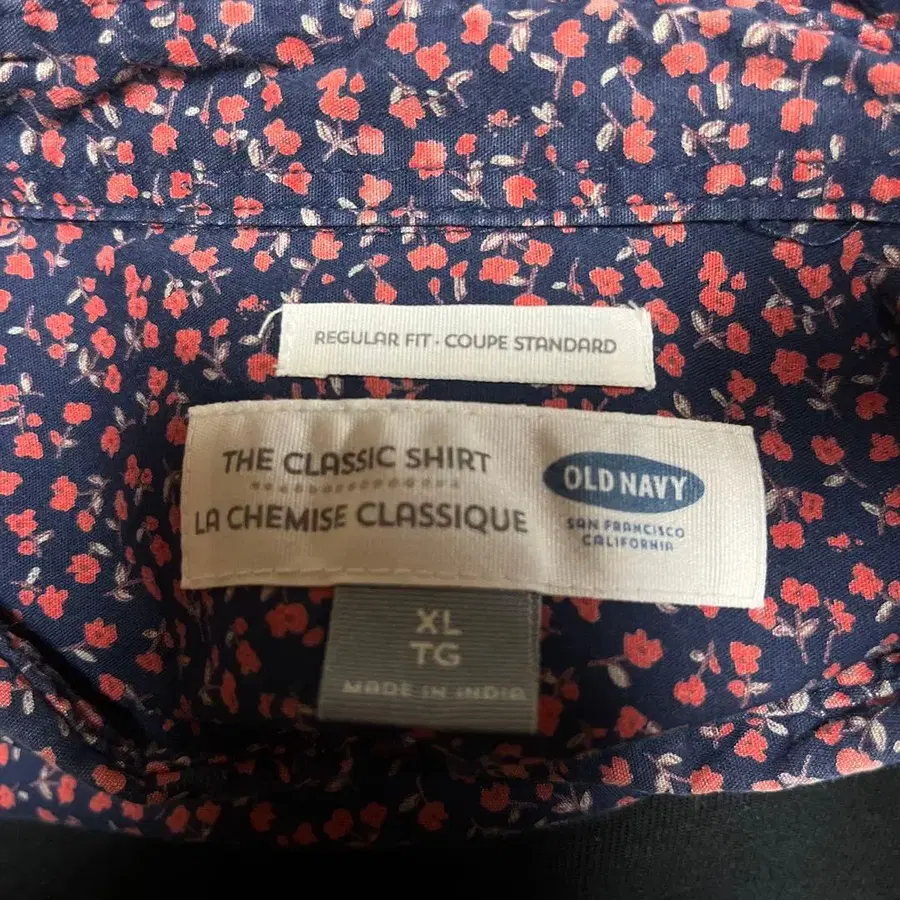 REGULAR FIT · COUPE STANDARD
THE CLASSIC SHIRT
LA CHEMISE CLASSIQUE
OLD NAVY
SAN FRANCISCO
CALIFORNIA
XL
TG
MADE IN INDIA